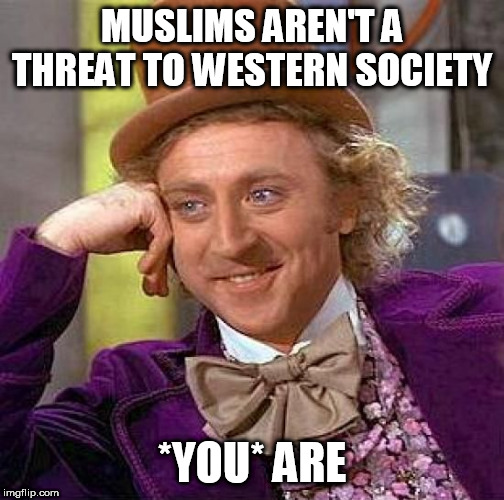 MUSLIMS AREN'T A
THREAT TO WESTERN SOCIETY
*YOU* ARE
imgflip.com